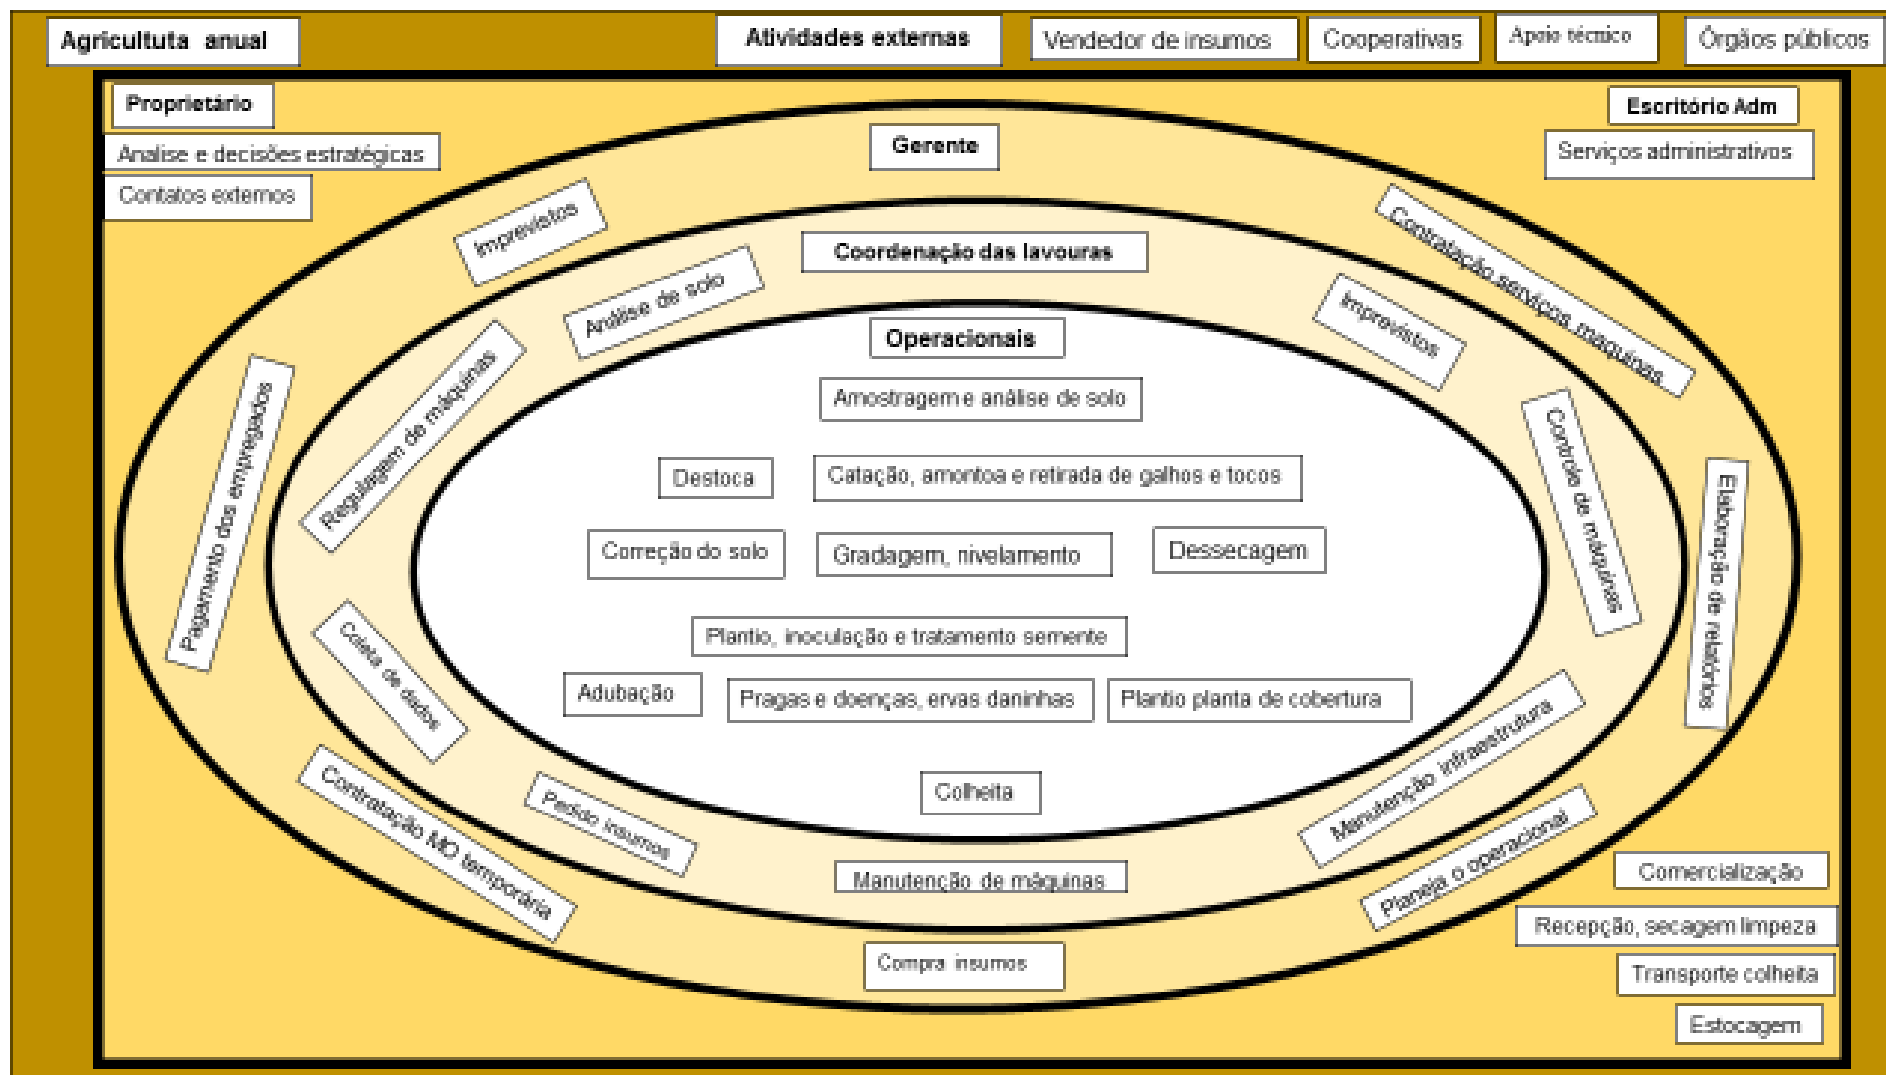 Agricultuta anual
Atividades externas
Vendedor de insumos
Cooperativas
Apoio técnico
Órgãos públicos
Proprietário
Analise e decisões estratégicas
Contatos externos
Escritório Adm
Serviços administrativos
Gerente
Imprevistos
Contratação serviços maquinas
Coordenação das lavouras
Análise de solo
Imprevistos
Regulagem de máquinas
Controle de máquinas
Pagamento dos empregados
Elaboração de relatórios
Operacionais
Amostragem e análise de solo
Destoca
Catação, amontoa e retirada de galhos e tocos
Correção do solo
Gradagem, nivelamento
Dessecagem
Plantio, inoculação e tratamento semente
Adubação
Pragas e doenças, ervas daninhas
Plantio planta de cobertura
Colheita
Coleta de dados
Pedido insumos
Manutenção de máquinas
Manutenção infraestrutura
Contratação MO temporária
Compra insumos
Planeja o operacional
Comercialização
Recepção, secagem limpeza
Transporte colheita
Estocagem